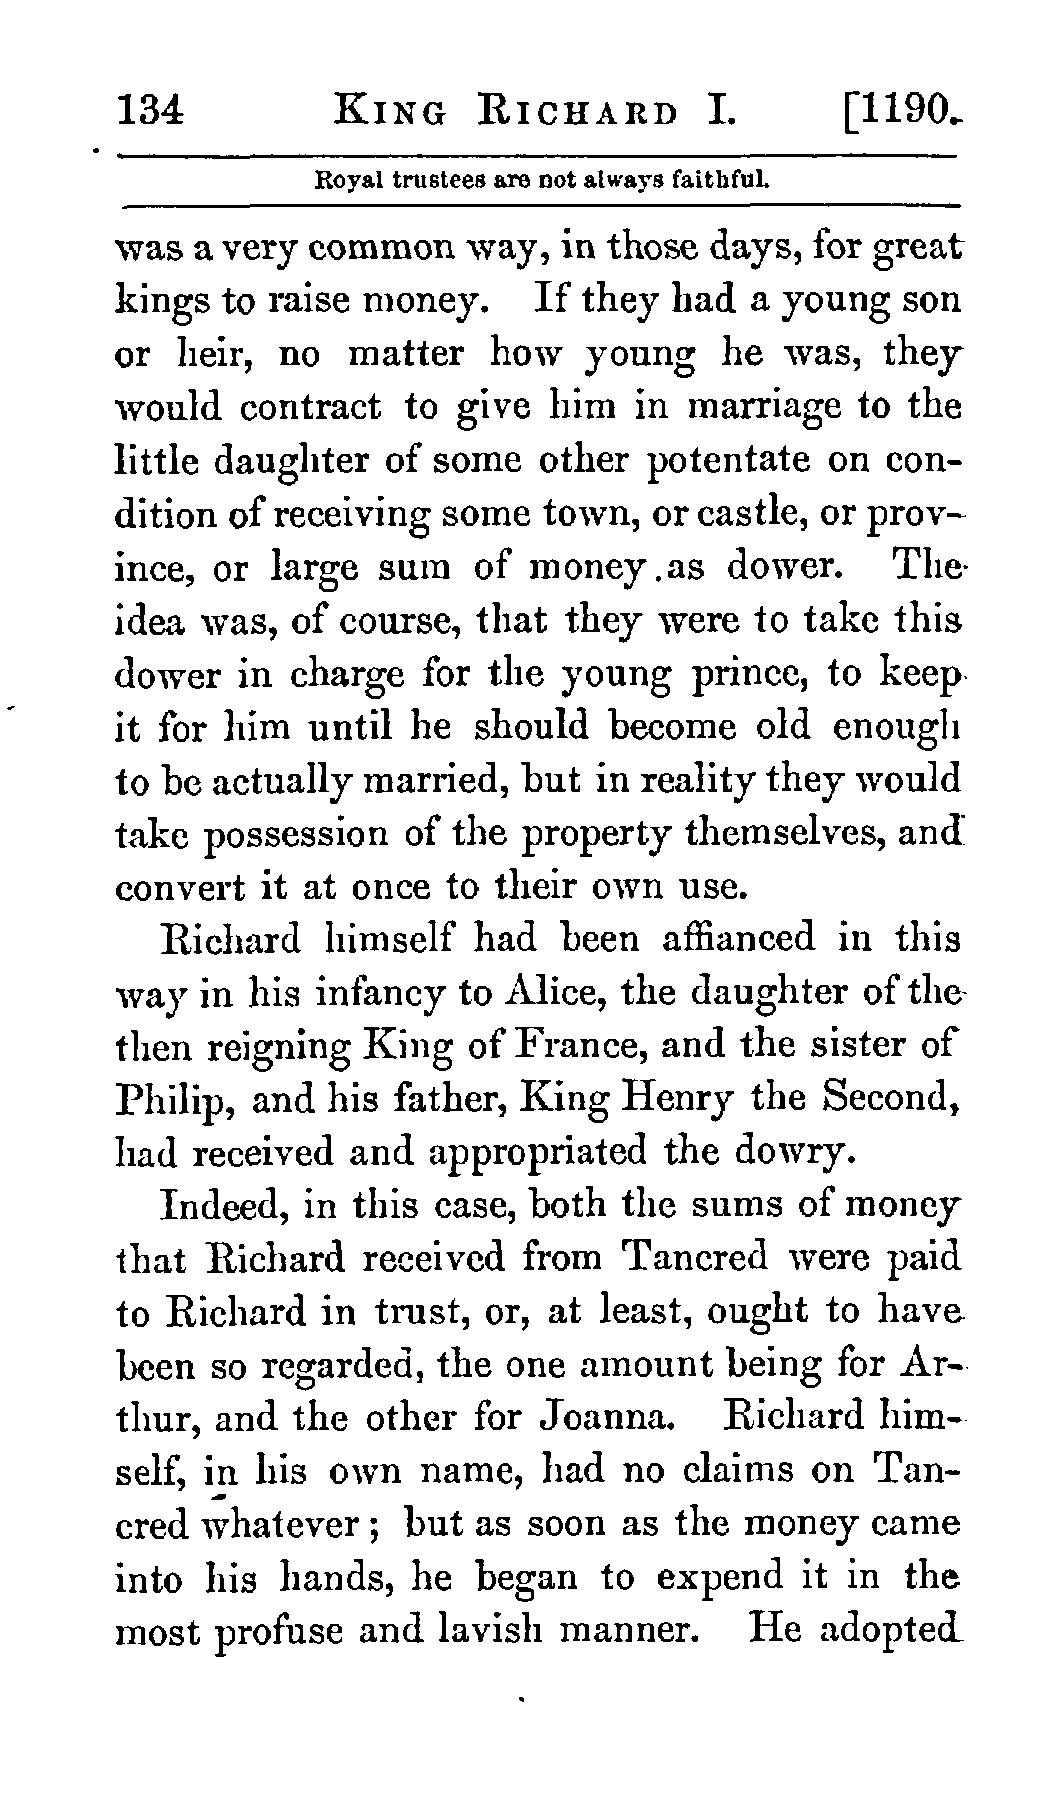 134 KING RICHARD I. [1190.
Royal trustees are not always faithful.
was a very common way, in those days, for great
kings to raise money. If they had a young son
or heir, no matter how young he was, they
would contract to give him in marriage to the
little daughter of some other potentate on con-
dition of receiving some town, or castle, or prov-
ince, or large sum of money as dower. The
idea was, of course, that they were to take this
dower in charge for the young prince, to keep
it for him until he should become old enough
to be actually married, but in reality they would
take possession of the property themselves, and
convert it at once to their own use.
Richard himself had been affianced in this
way in his infancy to Alice, the daughter of the
then reigning King of France, and the sister of
Philip, and his father, King Henry the Second,
had received and appropriated the dowry.
Indeed, in this case, both the sums of money
that Richard received from Tancred were paid
to Richard in trust, or, at least, ought to have
been so regarded, the one amount being for Ar-
thur, and the other for Joanna. Richard him-
self, in his own name, had no claims on Tan-
cred whatever; but as soon as the money came
into his hands, he began to expend it in the
most profuse and lavish manner. He adopted